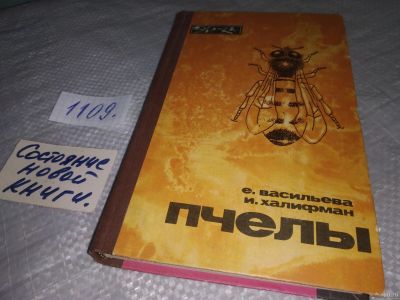 1109.
Состояние
новой
книги.
е. васильева
и. халифман
пчелы